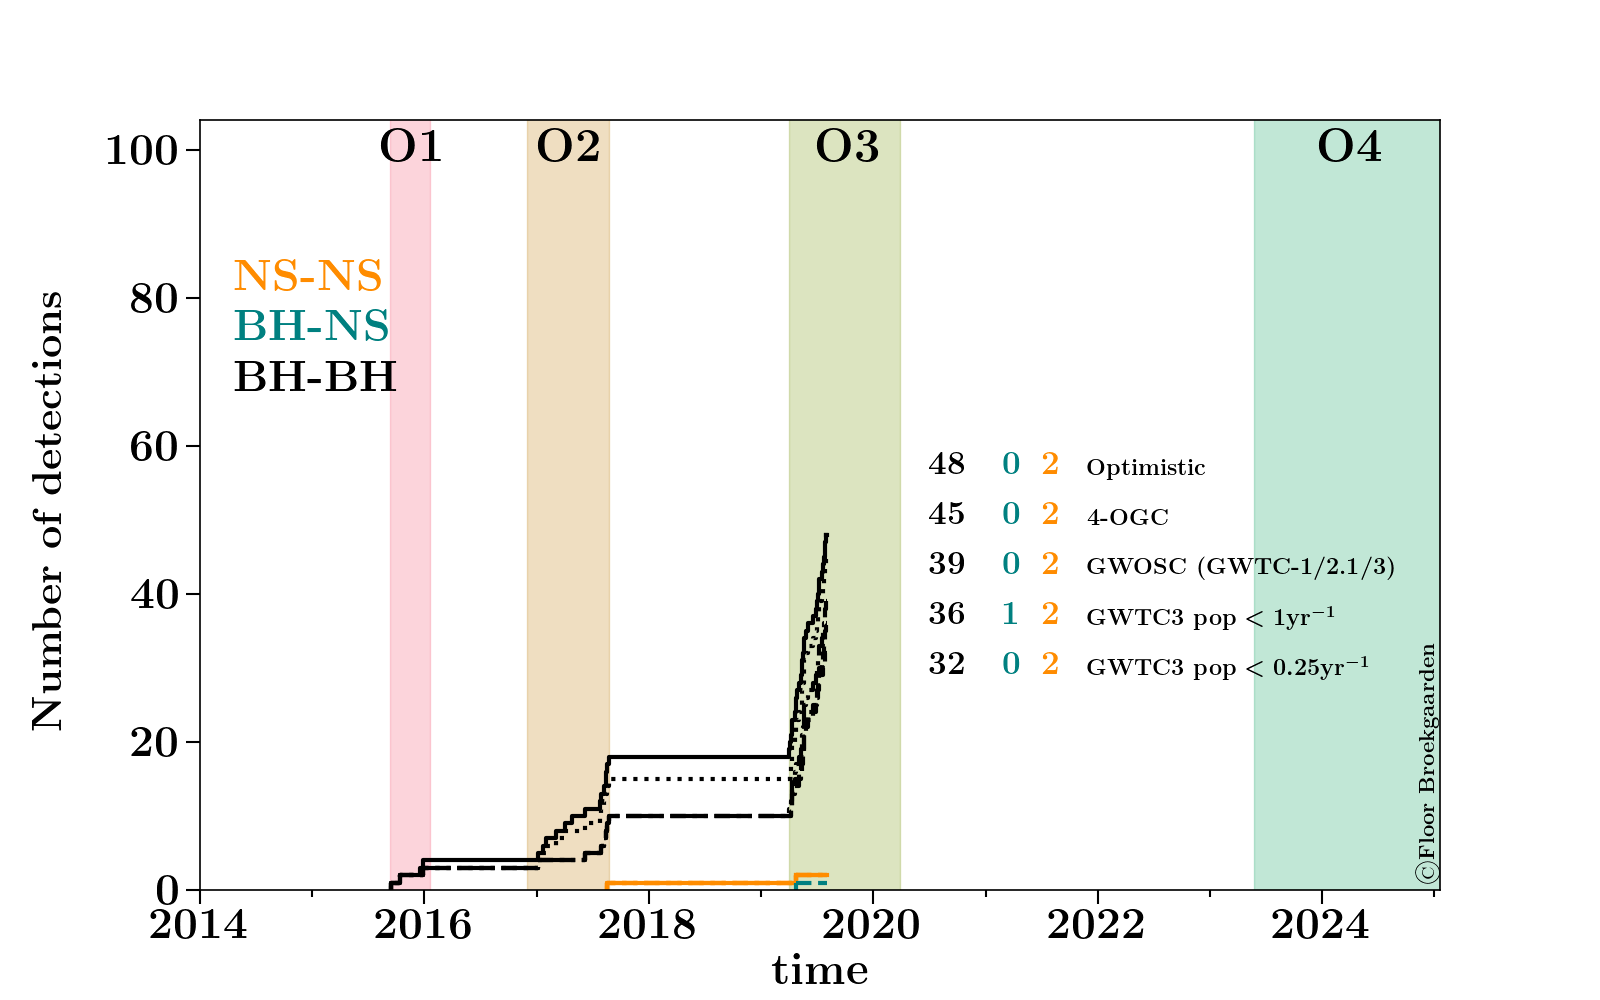 O1 O2 O3 O4
100
80
60
40
20
0
Number of detections
NS-NS
BH-NS
BH-BH
48 0 2 Optimistic
45 0 2 4-OGC
39 0 2 GWOSC (GWTC-1/2.1/3)
36 1 2 GWTC3 pop < 1yr⁻¹
32 0 2 GWTC3 pop < 0.25yr⁻¹
©Floor Broekgaarden
2014 2016 2018 2020 2022 2024
time